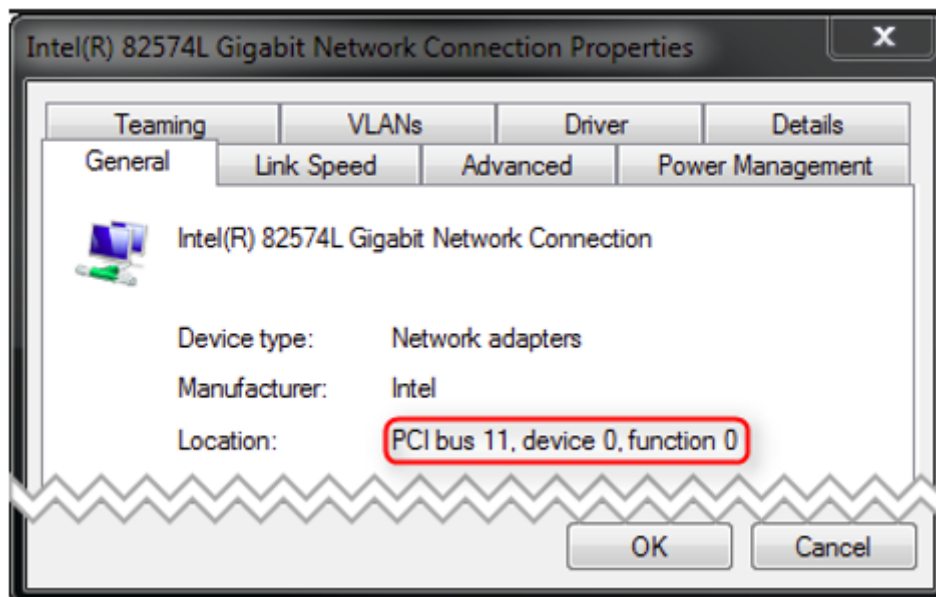 Intel(R) 82574L Gigabit Network Connection Properties
x
Teaming VLANs Driver Details
General Link Speed Advanced Power Management
Intel(R) 82574L Gigabit Network Connection
Device type: Network adapters
Manufacturer: Intel
Location: PCI bus 11, device 0, function 0
OK Cancel